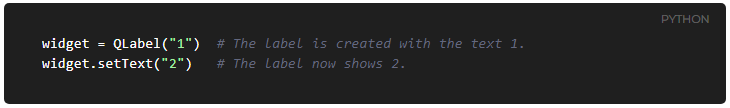 PYTHON
widget = QLabel("1")  # The label is created with the text 1.
widget.setText("2")   # The label now shows 2.